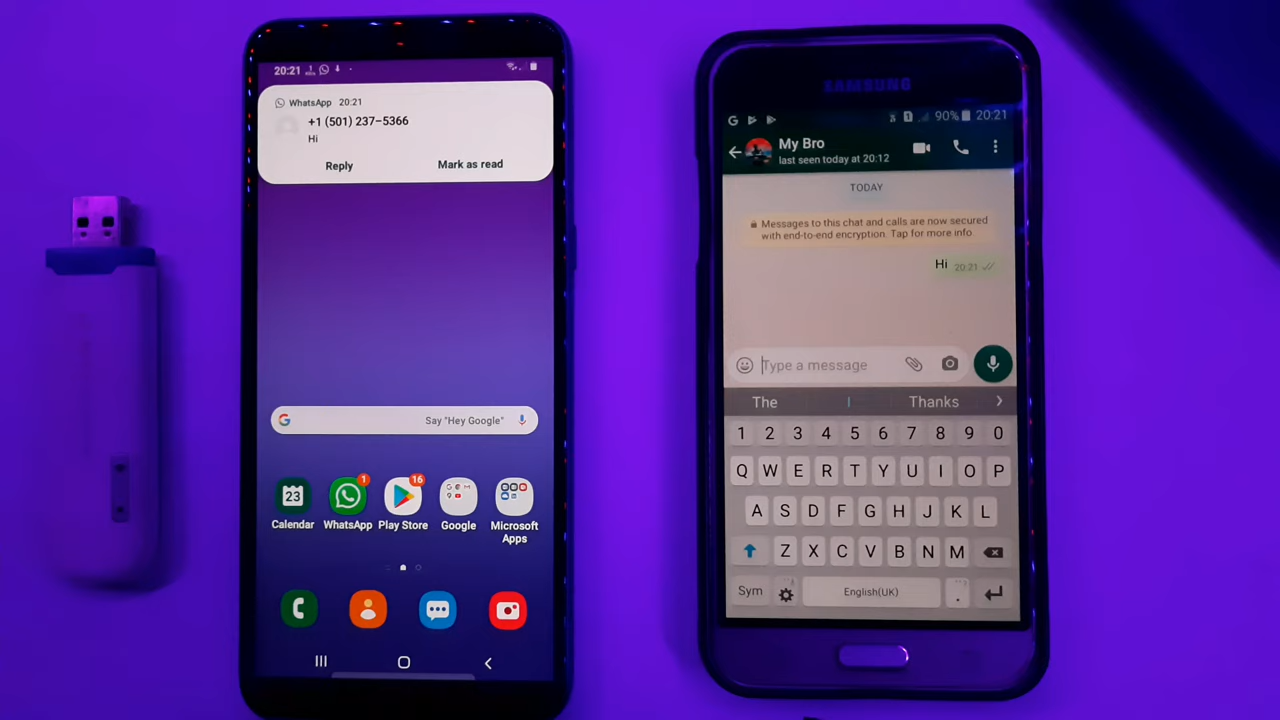 20:21
WhatsApp 20:21
+1 (501) 237-5366
Hi
Reply Mark as read
Say "Hey Google"
23
1
16
Calendar WhatsApp Play Store Google Microsoft Apps
SAMSUNG
G 1 90% 20:21
My Bro
last seen today at 20:12
TODAY
Messages to this chat and calls are now secured
with end-to-end encryption. Tap for more info.
Hi 20:21
Type a message
The I Thanks
1 2 3 4 5 6 7 8 9 0
Q W E R T Y U I O P
A S D F G H J K L
Z X C V B N M
Sym English(UK) .